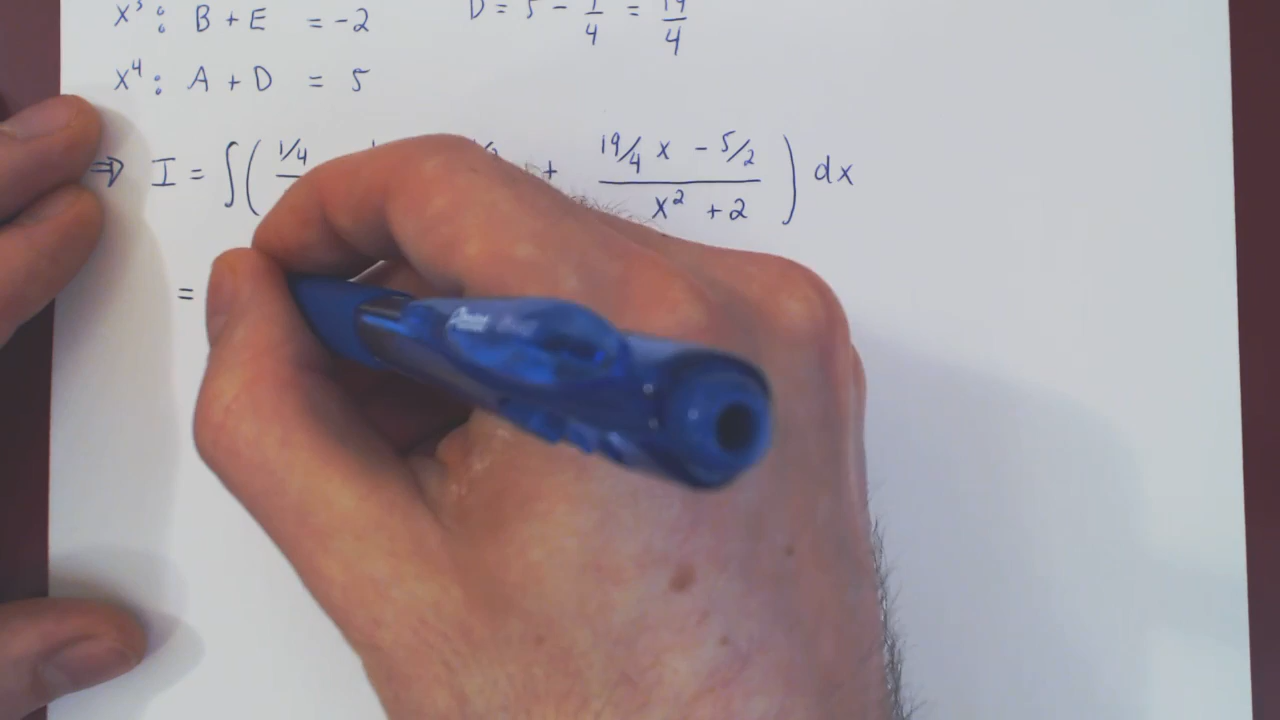 x³: B + E = -2 D = 5 - 1/4 = 19/4
x⁴: A + D = 5
⇒ I = ∫( 1/4 + (19/4 x - 5/2)/(x² + 2) ) dx
=